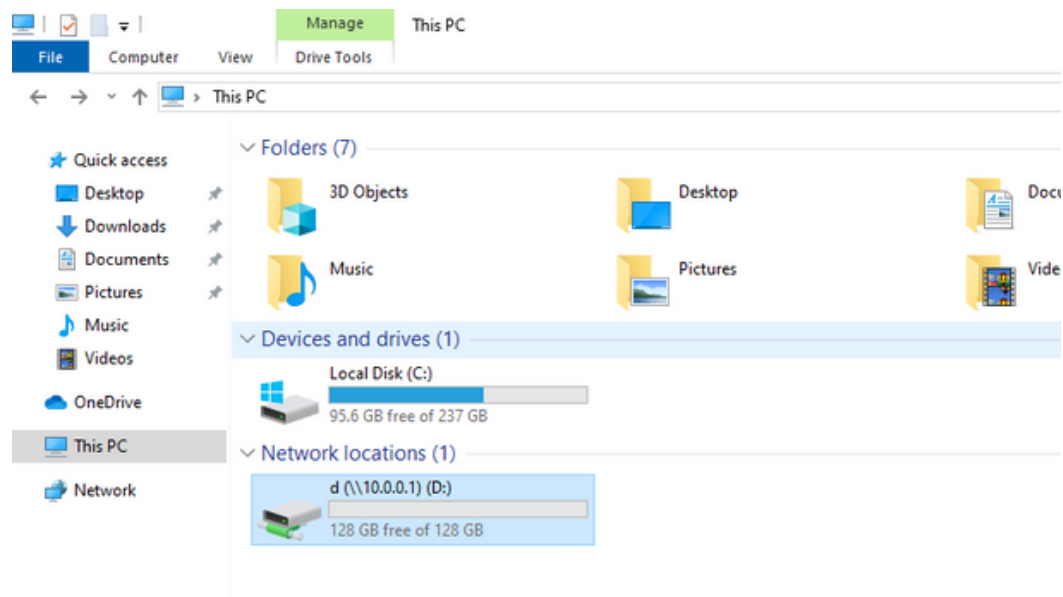 Manage This PC
File Computer View Drive Tools
This PC
Quick access
Desktop
Downloads
Documents
Pictures
Music
Videos
OneDrive
This PC
Network
Folders (7)
3D Objects Desktop Docu
Music Pictures Vide
Devices and drives (1)
Local Disk (C:)
95.6 GB free of 237 GB
Network locations (1)
d (\\10.0.0.1) (D:)
128 GB free of 128 GB